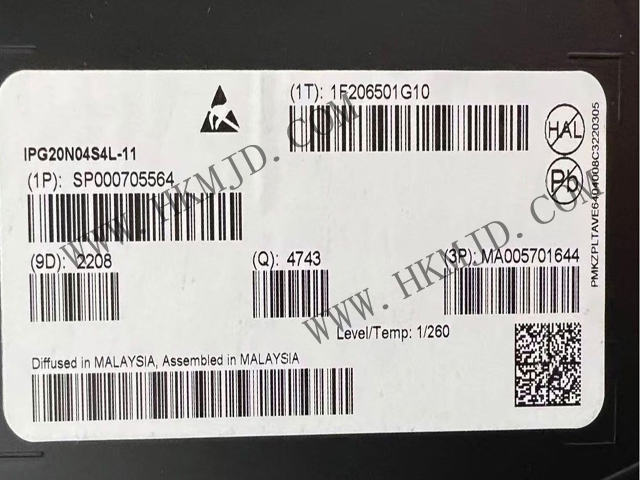 (1T): 1F206501G10
IPG20N04S4L-11
(1P): SP000705564
HAL
Pb
(9D): 2208
(Q): 4743
(3P): MA005701644
Level/Temp: 1/260
Diffused in MALAYSIA, Assembled in MALAYSIA
WWW.HKMJD.COM
WWW.HKMJD.COM